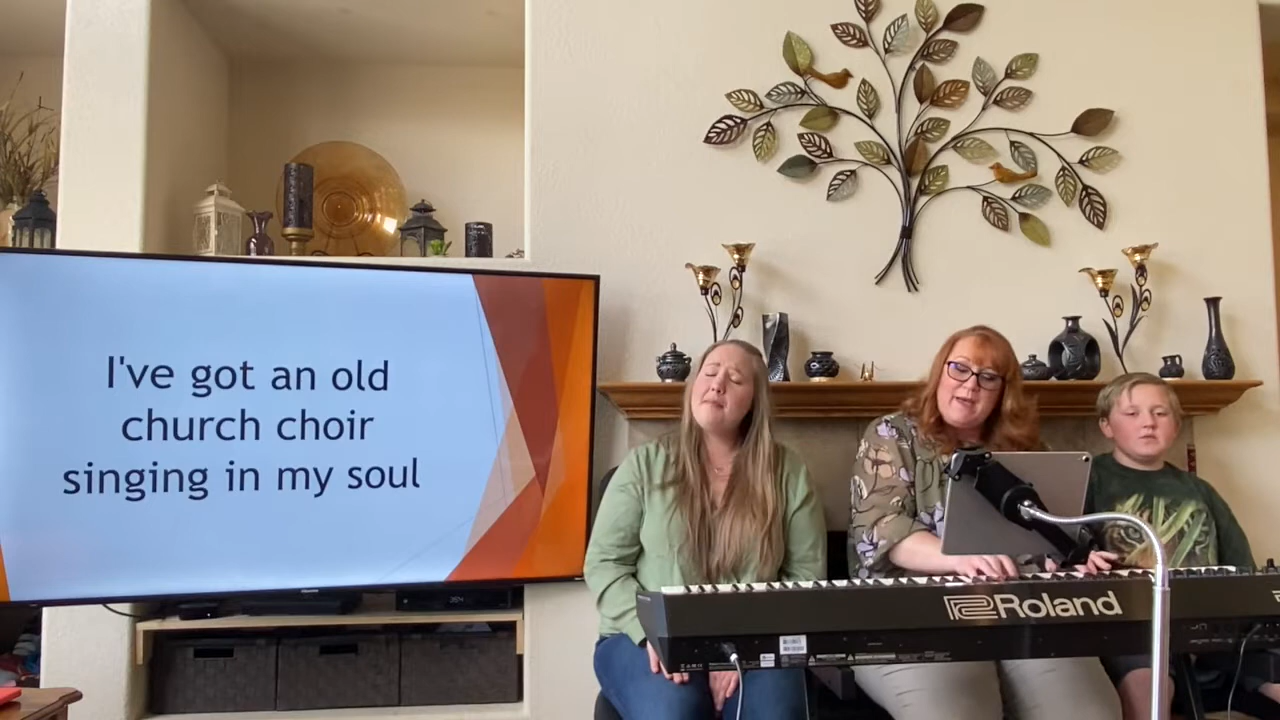 I've got an old
church choir
singing in my soul
Roland